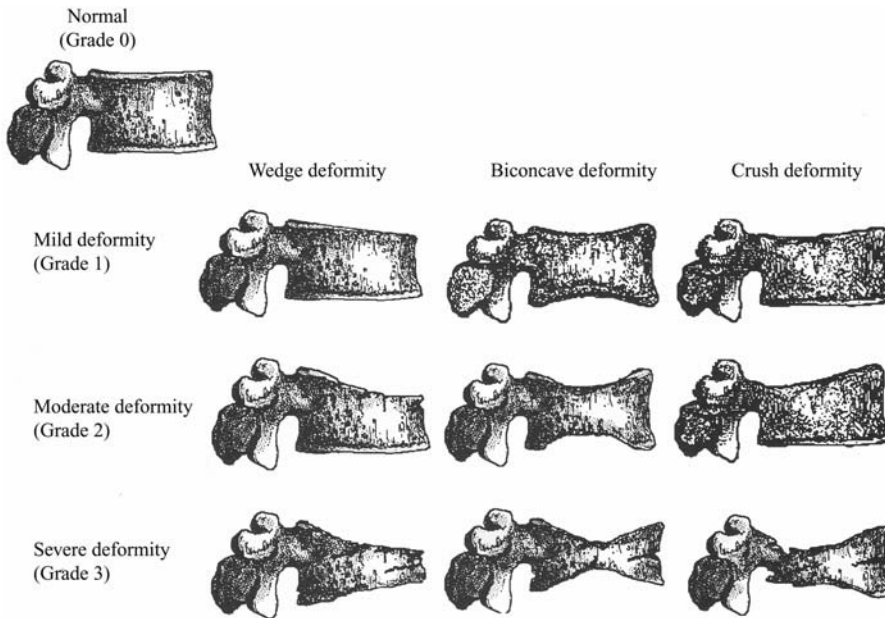 Normal
(Grade 0)
Wedge deformity
Biconcave deformity
Crush deformity
Mild deformity
(Grade 1)
Moderate deformity
(Grade 2)
Severe deformity
(Grade 3)